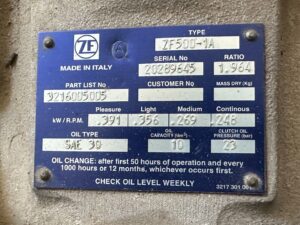 ZF
A
TYPE
ZF500-1A
MADE IN ITALY
SERIAL No
20289645
RATIO
1.964
PART LIST No
3216005005
CUSTOMER No
MASS DRY (Kg)
Pleasure Light Medium Continous
kW / R.P.M. .391 .356 .269 .248
OIL TYPE
SAE 30
OIL CAPACITY (dm³)
10
CLUTCH OIL PRESSURE (bar)
23
OIL CHANGE: after first 50 hours of operation and every
1000 hours or 12 months, whichever occurs first.
CHECK OIL LEVEL WEEKLY
3217 301 001